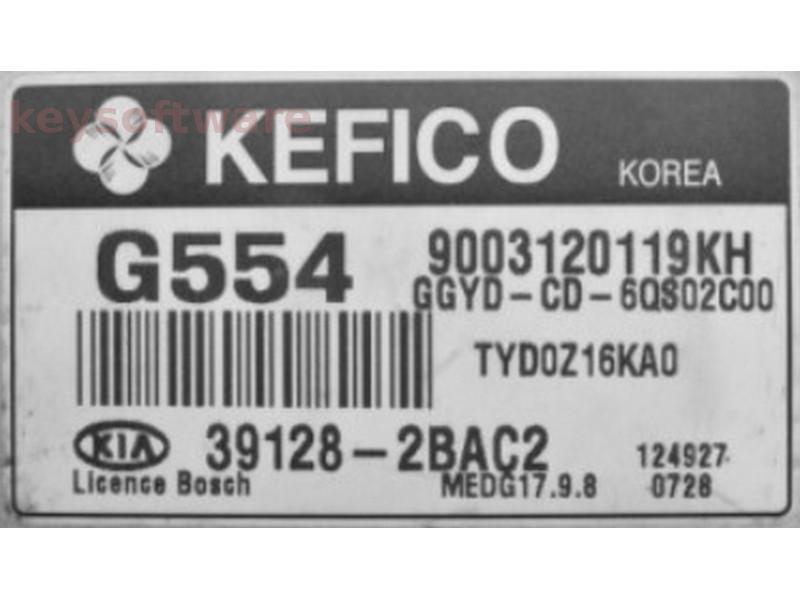 keysoftware
KEFICO KOREA
G554 9003120119KH
GGYD-CD-6QS02C00
TYD0Z16KA0
KIA 39128-2BAC2 124927
Licence Bosch MEDG17.9.8 0728